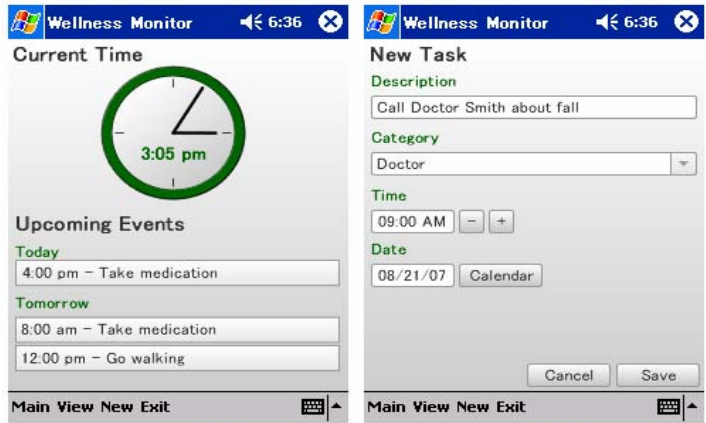 Wellness Monitor 6:36
Current Time
3:05 pm
Upcoming Events
Today
4:00 pm - Take medication
Tomorrow
8:00 am - Take medication
12:00 pm - Go walking
Main View New Exit
Wellness Monitor 6:36
New Task
Description
Call Doctor Smith about fall
Category
Doctor
Time
09:00 AM - +
Date
08/21/07 Calendar
Cancel Save
Main View New Exit